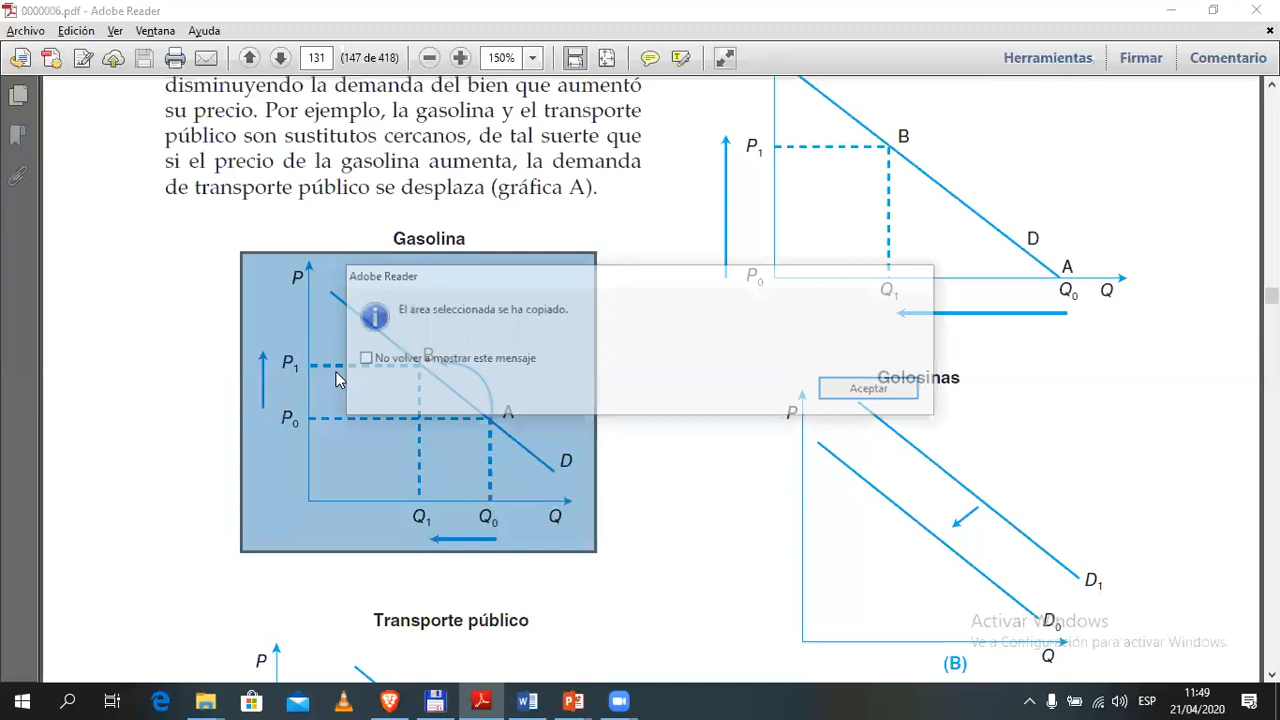 0000006.pdf - Adobe Reader
Archivo Edición Ver Ventana Ayuda
131 (147 de 418) 150% Herramientas Firmar Comentario
disminuyendo la demanda del bien que aumentó
su precio. Por ejemplo, la gasolina y el transporte
público son sustitutos cercanos, de tal suerte que
si el precio de la gasolina aumenta, la demanda
de transporte público se desplaza (gráfica A).
Gasolina
P
P1
P0
B
A
D
Q1 Q0 Q
Adobe Reader
El área seleccionada se ha copiado.
No volver a mostrar este mensaje
Aceptar
Transporte público
P
P1
B
D
A
P0
Q1 Q0 Q
Golosinas
P
D1
D0
Q
(B)
Activar Windows
Ve a Configuración para activar Windows.
ESP
11:49
21/04/2020